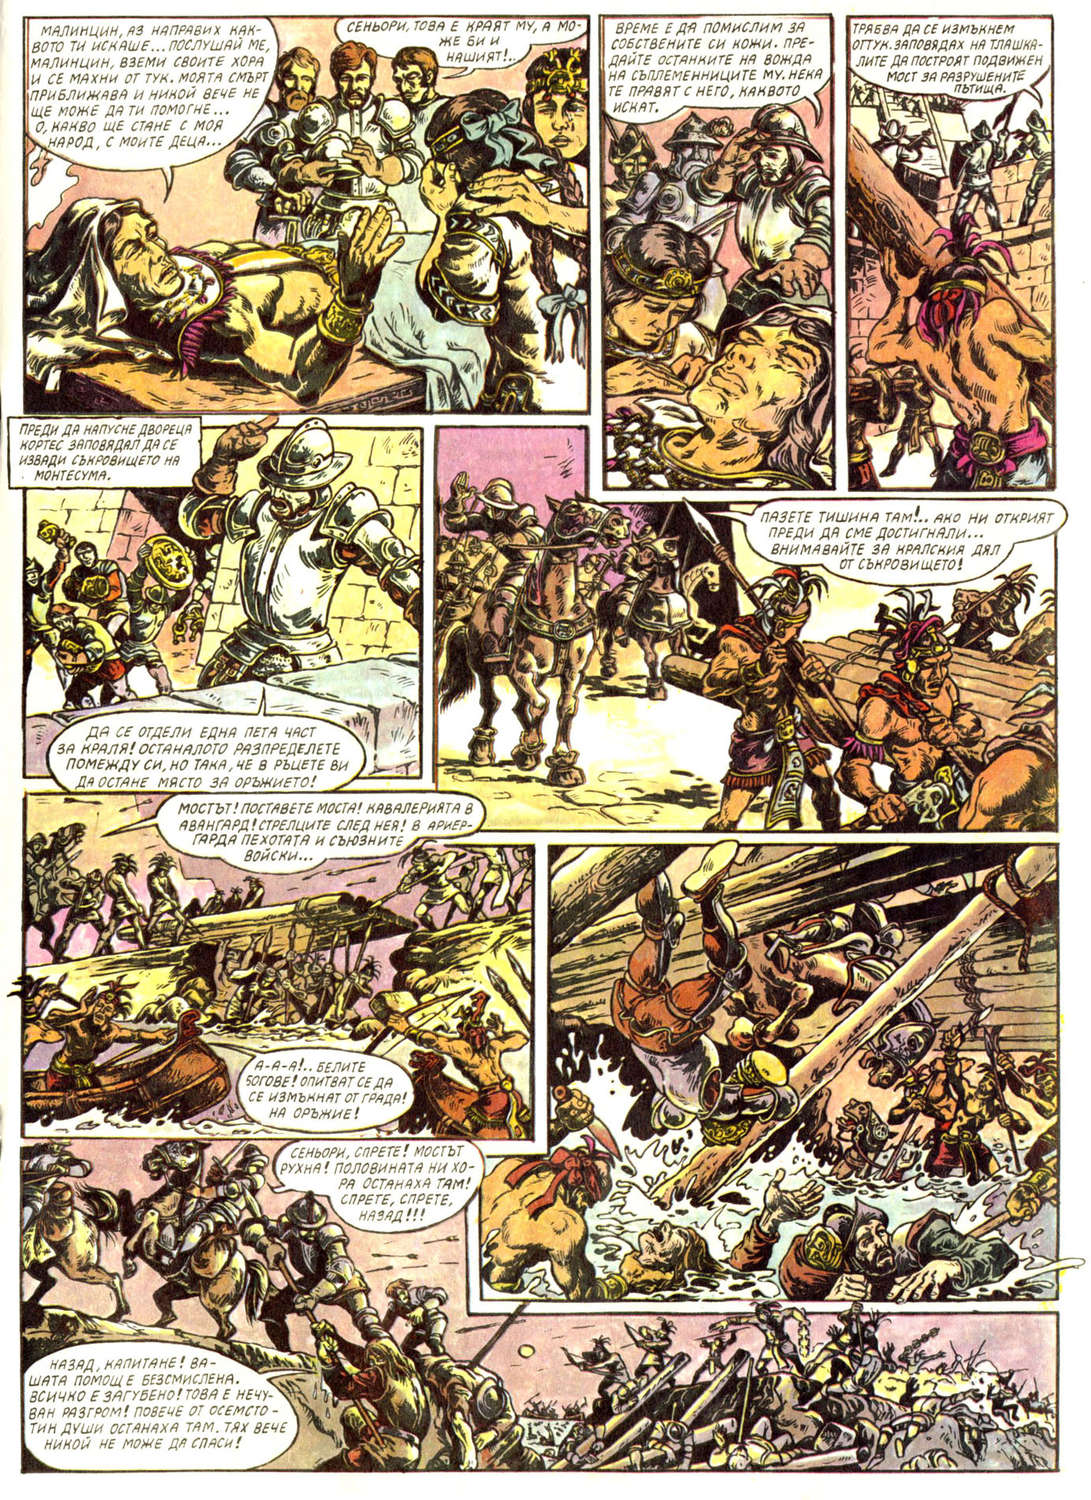 МАЛИНЦИН, АЗ НАПРАВИХ КАК-
ВОТО ТИ ИСКАШЕ... ПОСЛУШАЙ МЕ,
МАЛИНЦИН, ВЗЕМИ СВОИТЕ ХОРА
И СЕ МАХНИ ОТ ТУК. МОЯТА СМЪРТ
ПРИБЛИЖАВА И НИКОЙ ВЕЧЕ НЕ
ЩЕ МОЖЕ ДА ТИ ПОМОГНЕ...
О, КАКВО ЩЕ СТАНЕ С МОЯ
НАРОД, С МОИТЕ ДЕЦА...
СЕНЬОРИ, ТОВА Е КРАЯТ МУ, А МО-
ЖЕ БИ И
НАШИЯТ!..
ВРЕМЕ Е ДА ПОМИСЛИМ ЗА
СОБСТВЕНИТЕ СИ КОЖИ. ПРЕ-
ДАЙТЕ ОСТАНКИТЕ НА ВОЖДА
НА СЪПЛЕМЕННИЦИТЕ МУ. НЕКА
ТЕ ПРАВЯТ С НЕГО, КАКВОТО
ИСКАТ.
ТРЯБВА ДА СЕ ИЗМЪКНЕМ
ОТТУК. ЗАПОВЯДАХ НА ТЛАШКА-
ЛИТЕ ДА ПОСТРОЯТ ПОДВИЖЕН
МОСТ ЗА РАЗРУШЕНИТЕ
ПЪТИЩА.
ПРЕДИ ДА НАПУСНЕ ДВОРЕЦА
КОРТЕС ЗАПОВЯДАЛ ДА СЕ
ИЗВАДИ СЪКРОВИЩЕТО НА
МОНТЕСУМА.
ДА СЕ ОТДЕЛИ ЕДНА ПЕТА ЧАСТ
ЗА КРАЛЯ! ОСТАНАЛОТО РАЗПРЕДЕЛЕТЕ
ПОМЕЖДУ СИ, НО ТАКА, ЧЕ В РЪЦЕТЕ ВИ
ДА ОСТАНЕ МЯСТО ЗА ОРЪЖИЕТО!
ПАЗЕТЕ ТИШИНА ТАМ!.. АКО НИ ОТКРИЯТ
ПРЕДИ ДА СМЕ ДОСТИГНАЛИ...
ВНИМАВАЙТЕ ЗА КРАЛСКИЯ ДЯЛ
ОТ СЪКРОВИЩЕТО!
МОСТЪТ! ПОСТАВЕТЕ МОСТА! КАВАЛЕРИЯТА В
АВАНГАРД! СТРЕЛЦИТЕ СЛЕД НЕЯ! В АРИЕР-
ГАРДА ПЕХОТАТА И СЪЮЗНИТЕ
ВОЙСКИ...
А-А-А!.. БЕЛИТЕ
БОГОВЕ! ОПИТВАТ СЕ ДА
СЕ ИЗМЪКНАТ ОТ ГРАДА!
НА ОРЪЖИЕ!
СЕНЬОРИ, СПРЕТЕ! МОСТЪТ
РУХНА! ПОЛОВИНАТА НИ ХО-
РА ОСТАНАХА ТАМ!
СПРЕТЕ, СПРЕТЕ,
НАЗАД!!!
НАЗАД, КАПИТАНЕ! ВА-
ШАТА ПОМОЩ Е БЕЗСМИСЛЕНА.
ВСИЧКО Е ЗАГУБЕНО! ТОВА Е НЕЧУ-
ВАН РАЗГРОМ! ПОВЕЧЕ ОТ ОСЕМСТО-
ТИН ДУШИ ОСТАНАХА ТАМ. ТЯХ ВЕЧЕ
НИКОЙ НЕ МОЖЕ ДА СПАСИ!